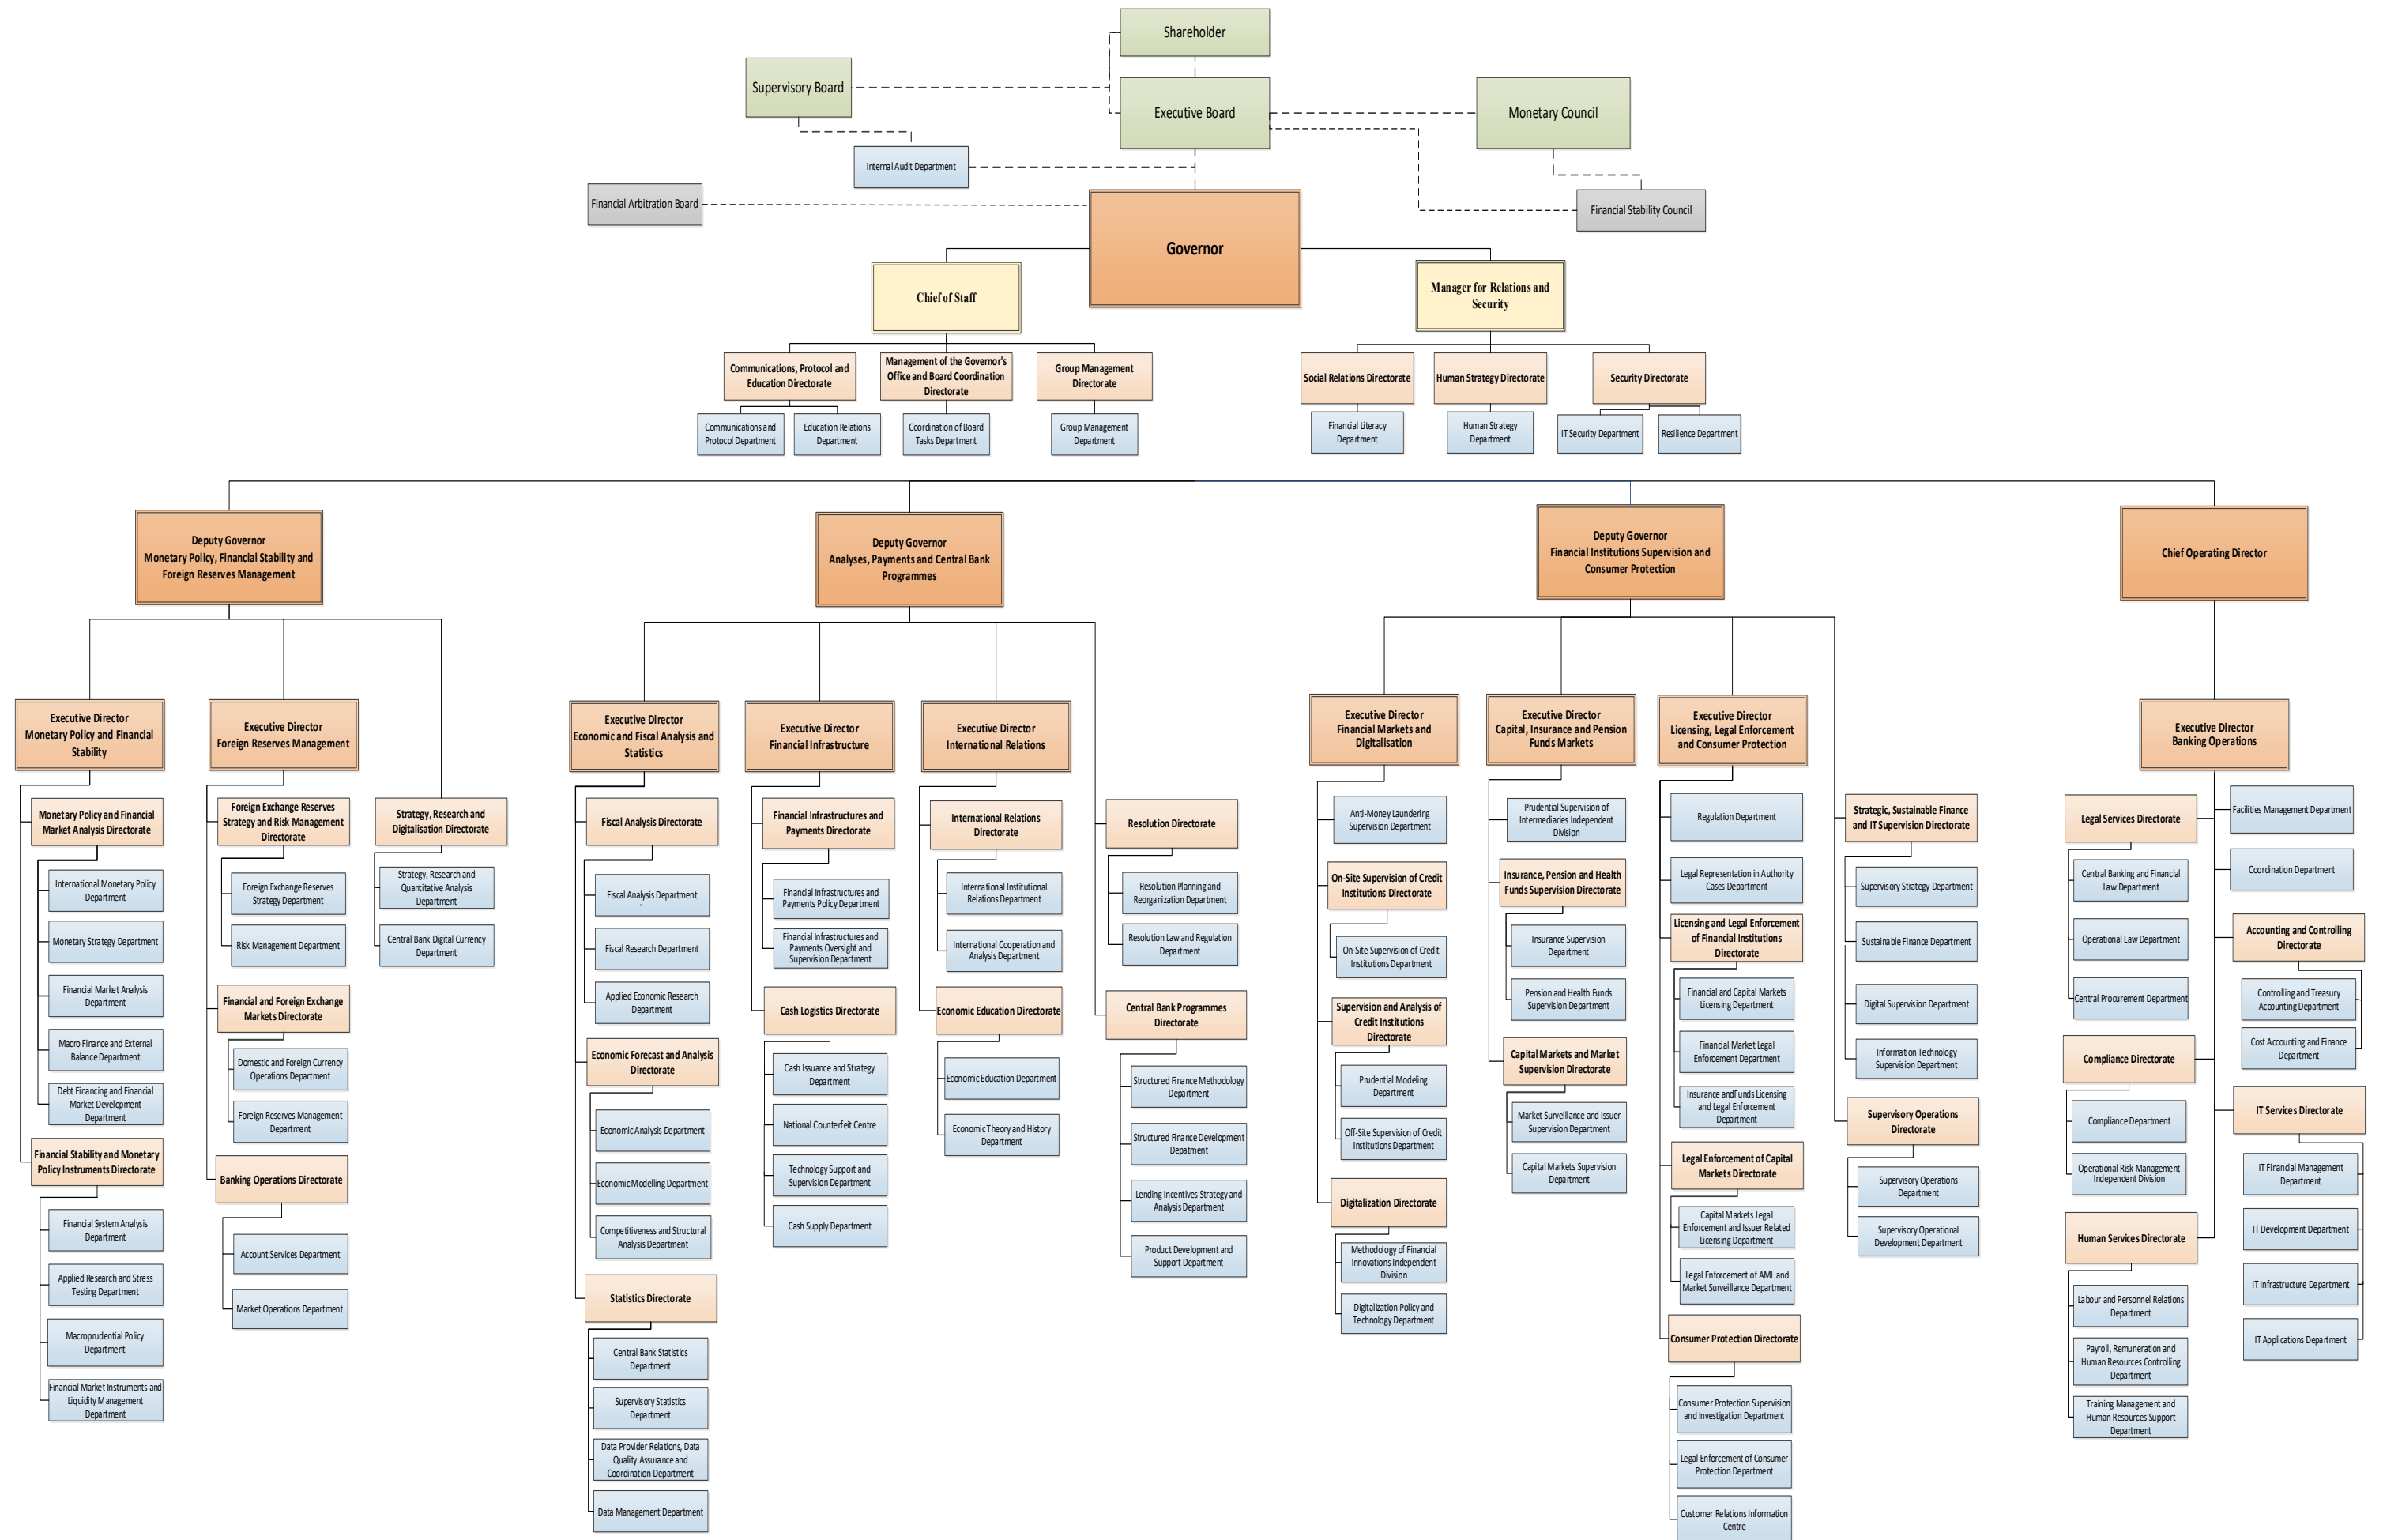 Shareholder
Supervisory Board
Executive Board
Monetary Council
Internal Audit Department
Financial Arbitration Board
Financial Stability Council
Governor
Chief of Staff
Manager for Relations and
Security
Communications, Protocol and
Education Directorate
Management of the Governor's
Office and Board Coordination
Directorate
Group Management
Directorate
Social Relations Directorate
Human Strategy Directorate
Security Directorate
Communications and
Protocol Department
Education Relations
Department
Coordination of Board
Tasks Department
Group Management
Department
Financial Literacy
Department
Human Strategy
Department
IT Security Department
Resilience Department
Deputy Governor
Monetary Policy, Financial Stability and
Foreign Reserves Management
Deputy Governor
Analyses, Payments and Central Bank
Programmes
Deputy Governor
Financial Institutions Supervision and
Consumer Protection
Chief Operating Director
Executive Director
Monetary Policy and Financial
Stability
Monetary Policy and Financial
Market Analysis Directorate
International Monetary Policy
Department
Monetary Strategy Department
Financial Market Analysis
Department
Macro Finance and External
Balance Department
Debt Financing and Financial
Market Development
Department
Financial Stability and Monetary
Policy Instruments Directorate
Financial System Analysis
Department
Applied Research and Stress
Testing Department
Macroprudential Policy
Department
Financial Market Instruments and
Liquidity Management
Department
Executive Director
Foreign Reserves Management
Foreign Exchange Reserves
Strategy and Risk Management
Directorate
Foreign Exchange Reserves
Strategy Department
Risk Management Department
Financial and Foreign Exchange
Markets Directorate
Domestic and Foreign Currency
Operations Department
Foreign Reserves Management
Department
Banking Operations Directorate
Account Services Department
Market Operations Department
Strategy, Research and
Digitalisation Directorate
Strategy, Research and
Quantitative Analysis
Department
Central Bank Digital Currency
Department
Executive Director
Economic and Fiscal Analysis and
Statistics
Fiscal Analysis Directorate
Fiscal Analysis Department
Fiscal Research Department
Applied Economic Research
Department
Economic Forecast and Analysis
Directorate
Economic Analysis Department
Economic Modelling Department
Competitiveness and Structural
Analysis Department
Statistics Directorate
Central Bank Statistics
Department
Supervisory Statistics
Department
Data Provider Relations, Data
Quality Assurance and
Coordination Department
Data Management Department
Executive Director
Financial Infrastructure
Financial Infrastructures and
Payments Directorate
Financial Infrastructures and
Payments Policy Department
Financial Infrastructures and
Payments Oversight and
Supervision Department
Cash Logistics Directorate
Cash Issuance and Strategy
Department
National Counterfeit Centre
Technology Support and
Supervision Department
Cash Supply Department
Executive Director
International Relations
International Relations
Directorate
International Institutional
Relations Department
International Cooperation and
Analysis Department
Economic Education Directorate
Economic Education Department
Economic Theory and History
Department
Resolution Directorate
Resolution Planning and
Reorganization Department
Resolution Law and Regulation
Department
Central Bank Programmes
Directorate
Structured Finance Methodology
Department
Structured Finance Development
Department
Lending Incentives Strategy and
Analysis Department
Product Development and
Support Department
Executive Director
Financial Markets and
Digitalisation
Anti-Money Laundering
Supervision Department
On-Site Supervision of Credit
Institutions Directorate
On-Site Supervision of Credit
Institutions Department
Supervision and Analysis of
Credit Institutions
Directorate
Prudential Modeling
Department
Off-Site Supervision of Credit
Institutions Department
Digitalization Directorate
Methodology of Financial
Innovations Independent
Division
Digitalization Policy and
Technology Department
Executive Director
Capital, Insurance and Pension
Funds Markets
Prudential Supervision of
Intermediaries Independent
Division
Insurance, Pension and Health
Funds Supervision Directorate
Insurance Supervision
Department
Pension and Health Funds
Supervision Department
Capital Markets and Market
Supervision Directorate
Market Surveillance and Issuer
Supervision Department
Capital Markets Supervision
Department
Executive Director
Licensing, Legal Enforcement
and Consumer Protection
Regulation Department
Legal Representation in Authority
Cases Department
Licensing and Legal Enforcement
of Financial Institutions
Directorate
Financial and Capital Markets
Licensing Department
Financial Market Legal
Enforcement Department
Insurance andFunds Licensing
and Legal Enforcement
Department
Legal Enforcement of Capital
Markets Directorate
Capital Markets Legal
Enforcement and Issuer Related
Licensing Department
Legal Enforcement of AML and
Market Surveillance Department
Consumer Protection Directorate
Consumer Protection Supervision
and Investigation Department
Legal Enforcement of Consumer
Protection Department
Customer Relations Information
Centre
Strategic, Sustainable Finance
and IT Supervision Directorate
Supervisory Strategy Department
Sustainable Finance Department
Digital Supervision Department
Information Technology
Supervision Department
Supervisory Operations
Directorate
Supervisory Operations
Department
Supervisory Operational
Development Department
Executive Director
Banking Operations
Legal Services Directorate
Central Banking and Financial
Law Department
Operational Law Department
Central Procurement Department
Compliance Directorate
Compliance Department
Operational Risk Management
Independent Division
Human Services Directorate
Labour and Personnel Relations
Department
Payroll, Remuneration and
Human Resources Controlling
Department
Training Management and
Human Resources Support
Department
Facilities Management Department
Coordination Department
Accounting and Controlling
Directorate
Controlling and Treasury
Accounting Department
Cost Accounting and Finance
Department
IT Services Directorate
IT Financial Management
Department
IT Development Department
IT Infrastructure Department
IT Applications Department